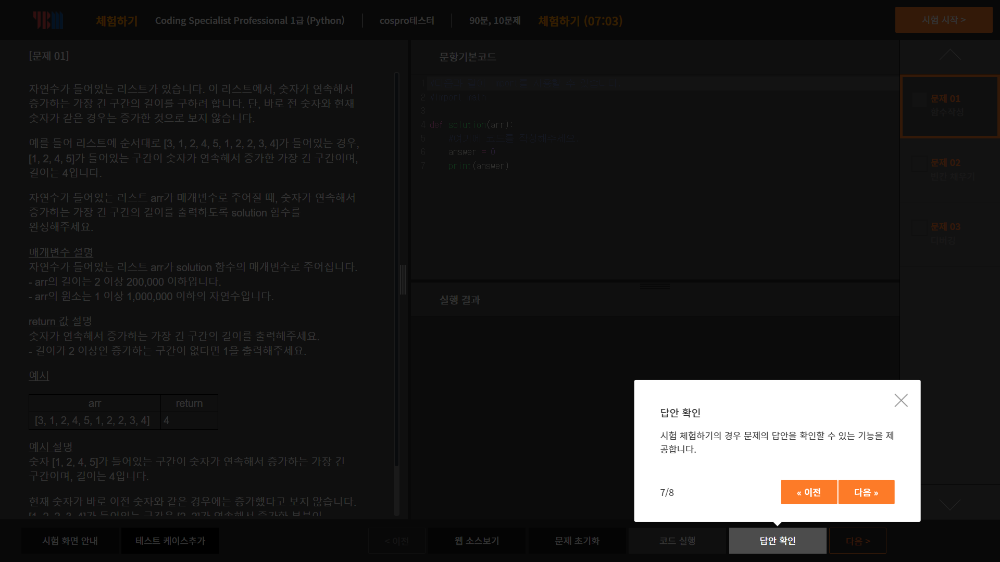 YBM
체험하기
Coding Specialist Professional 1급 (Python)
cospro테스터
90분, 10문제
체험하기 (07:03)
시험 시작 >
[문제 01]
자연수가 들어있는 리스트가 있습니다. 이 리스트에서, 숫자가 연속해서
증가하는 가장 긴 구간의 길이를 구하려 합니다. 단, 바로 전 숫자와 현재
숫자가 같은 경우는 증가한 것으로 보지 않습니다.
예를 들어 리스트에 순서대로 [3, 1, 2, 4, 5, 1, 2, 2, 3, 4]가 들어있는 경우,
[1, 2, 4, 5]가 들어있는 구간이 숫자가 연속해서 증가한 가장 긴 구간이며,
길이는 4입니다.
자연수가 들어있는 리스트 arr가 매개변수로 주어질 때, 숫자가 연속해서
증가하는 가장 긴 구간의 길이를 출력하도록 solution 함수를
완성해주세요.
매개변수 설명
자연수가 들어있는 리스트 arr가 solution 함수의 매개변수로 주어집니다.
- arr의 길이는 2 이상 200,000 이하입니다.
- arr의 원소는 1 이상 1,000,000 이하의 자연수입니다.
return 값 설명
숫자가 연속해서 증가하는 가장 긴 구간의 길이를 출력해주세요.
- 길이가 2 이상인 증가하는 구간이 없다면 1을 출력해주세요.
예시
arr return
[3, 1, 2, 4, 5, 1, 2, 2, 3, 4] 4
예시 설명
숫자 [1, 2, 4, 5]가 들어있는 구간이 숫자가 연속해서 증가하는 가장 긴
구간이며, 길이는 4입니다.
현재 숫자가 바로 이전 숫자와 같은 경우에는 증가했다고 보지 않습니다.
[1, 2, 2, 3, 4]가 들어있는 구간은 [2, 2]가 연속해서 증가한 부분이
문항기본코드
1 #다음과 같이 import를 사용할 수 있습니다.
2 #import math
3
4 def solution(arr):
5 #여기에 코드를 작성해주세요.
6 answer = 0
7 print(answer)
실행 결과
문제 01
함수작성
문제 02
빈칸 채우기
문제 03
디버깅
답안 확인
시험 체험하기의 경우 문제의 답안을 확인할 수 있는 기능을 제
공합니다.
7/8
« 이전
다음 »
시험 화면 안내
테스트 케이스추가
< 이전
웹 소스보기
문제 초기화
코드 실행
답안 확인
다음 >